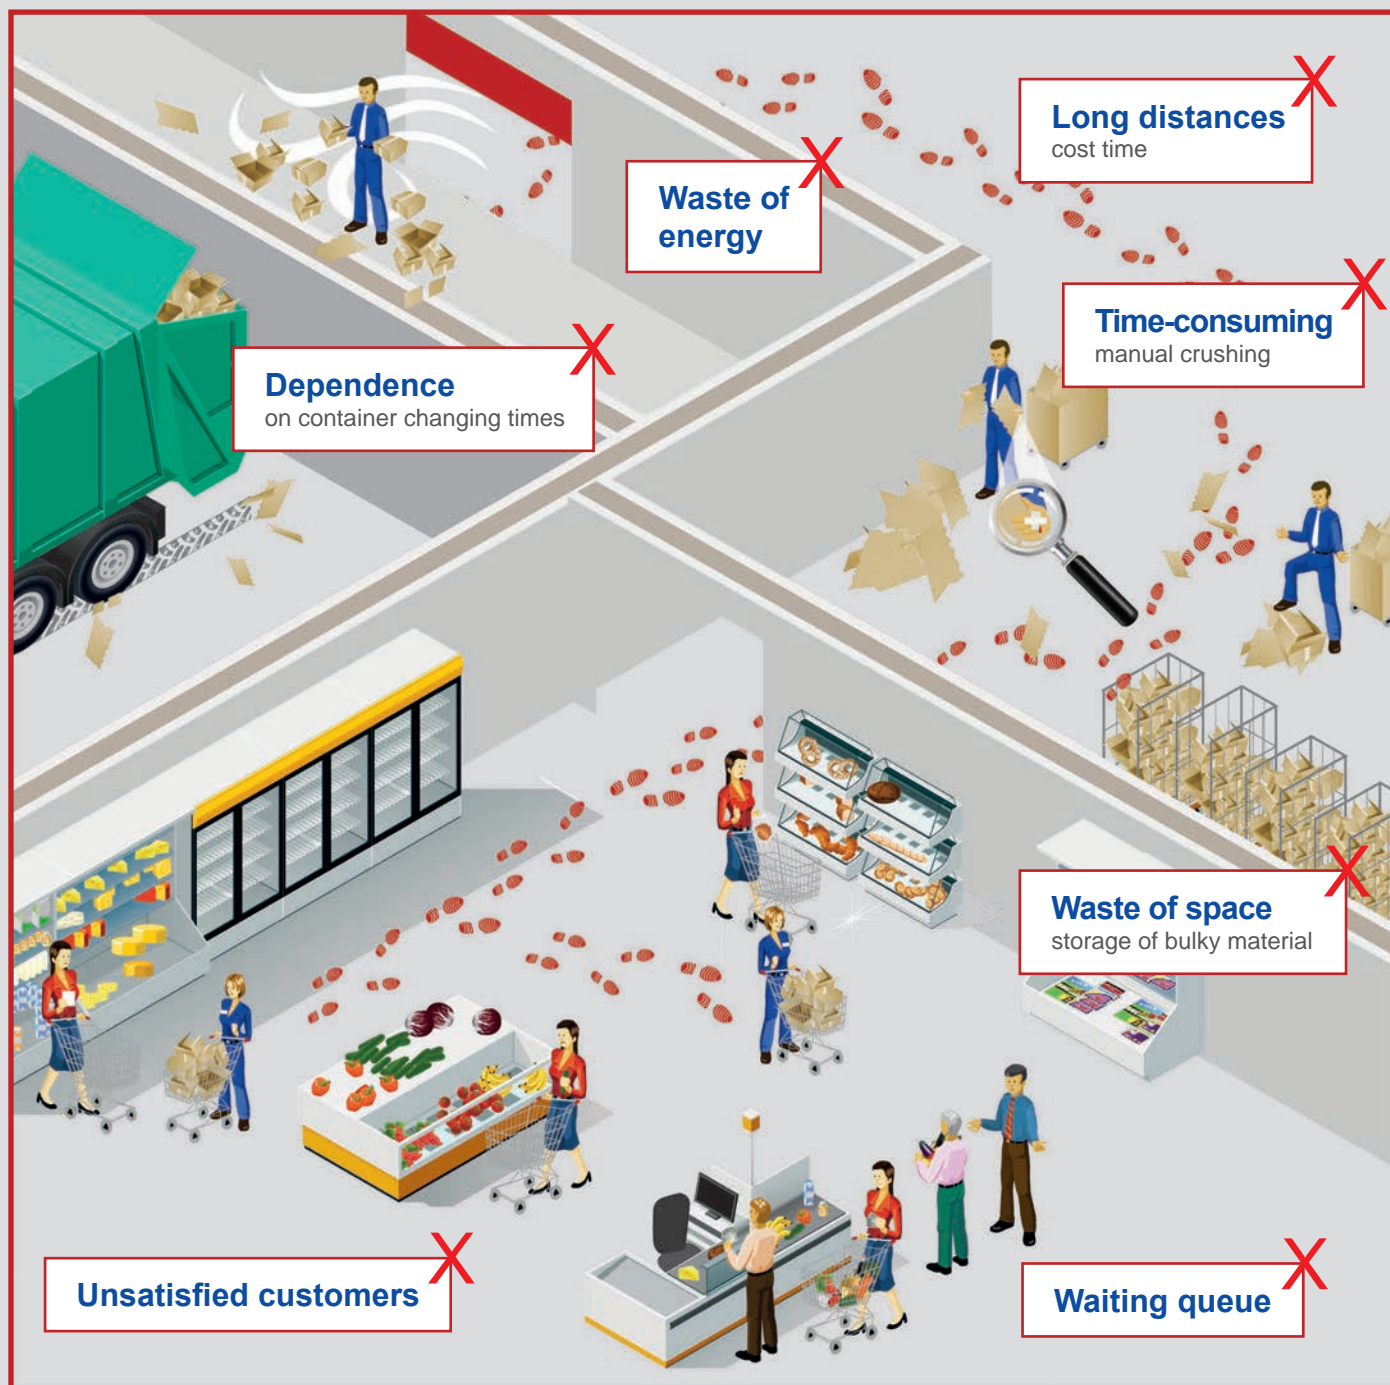 Long distances
cost time
Waste of
energy
Time-consuming
manual crushing
Dependence
on container changing times
Waste of space
storage of bulky material
Unsatisfied customers
Waiting queue